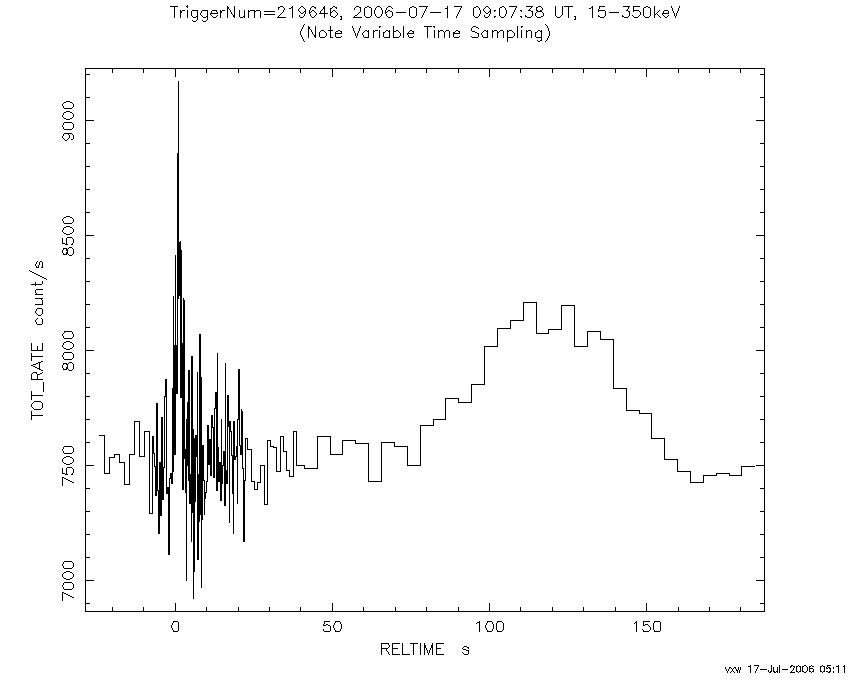 TriggerNum=219646, 2006-07-17 09:07:38 UT, 15-350keV
(Note Variable Time Sampling)
TOT_RATE count/s
9000
8500
8000
7500
7000
0 50 100 150
RELTIME s
vxw 17-Jul-2006 05:11